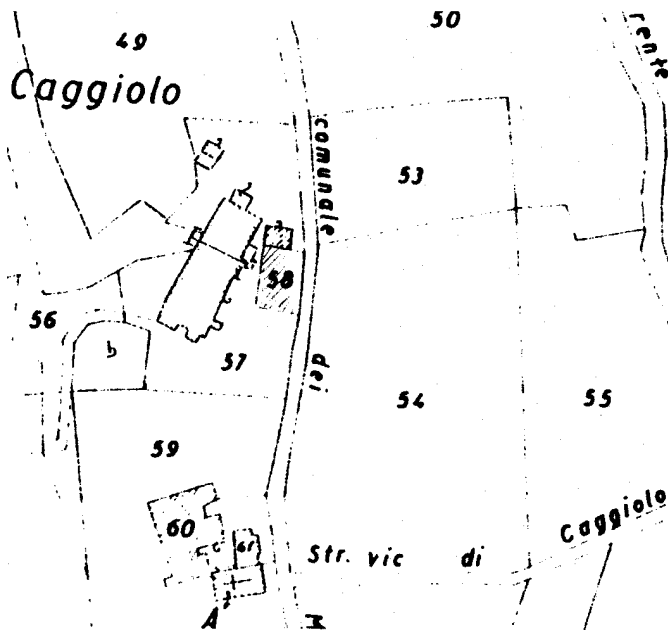 49
50
rente
Caggiolo
comunale
53
58
56
b
57
dei
54
55
59
60
61
Caggiolo
Str. vic di
A
M